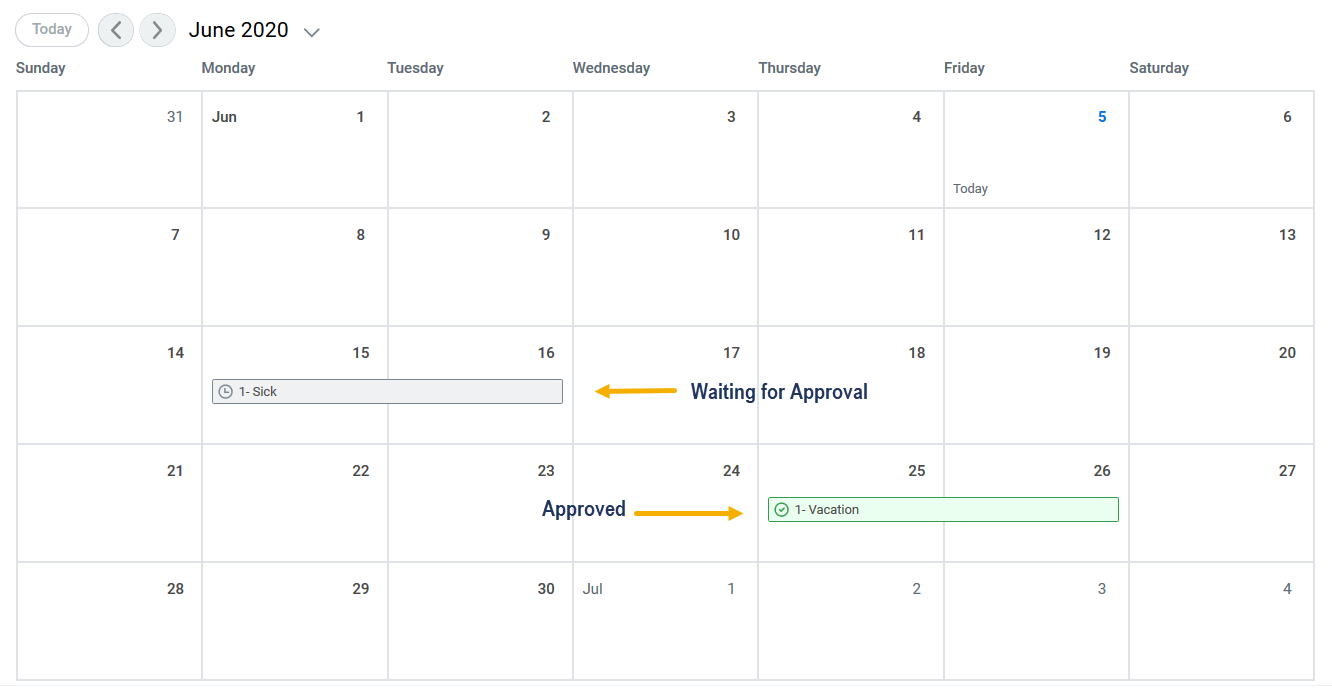 Today June 2020
Sunday Monday Tuesday Wednesday Thursday Friday Saturday
31 Jun 1 2 3 4 5 6
Today
7 8 9 10 11 12 13
14 15 16 17 18 19 20
1- Sick Waiting for Approval
21 22 23 24 25 26 27
Approved 1- Vacation
28 29 30 Jul 1 2 3 4